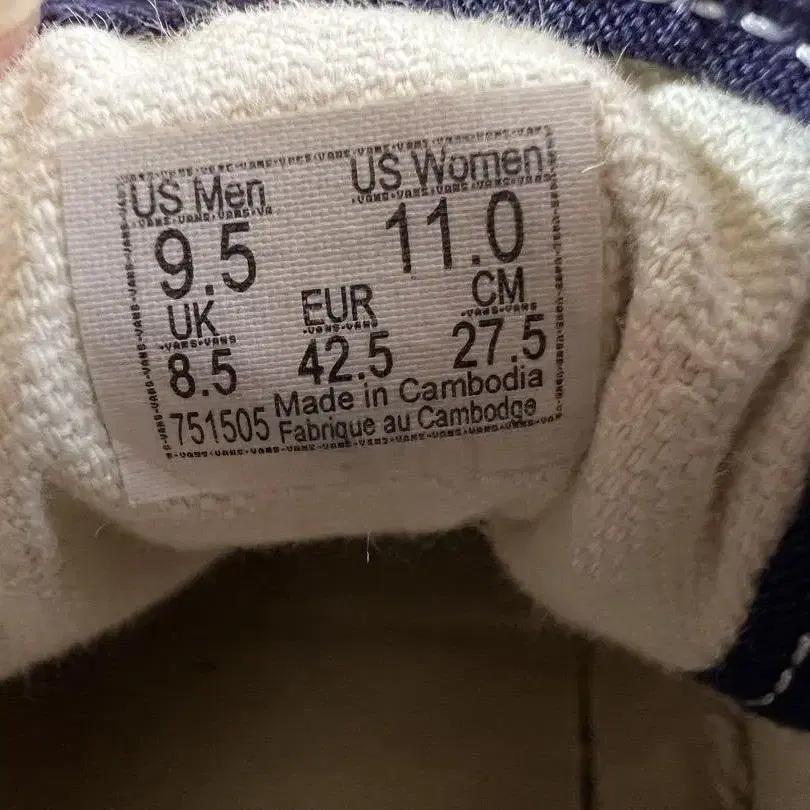 US Men US Women
9.5 11.0
UK EUR CM
8.5 42.5 27.5
751505 Made in Cambodia
Fabrique au Cambodge